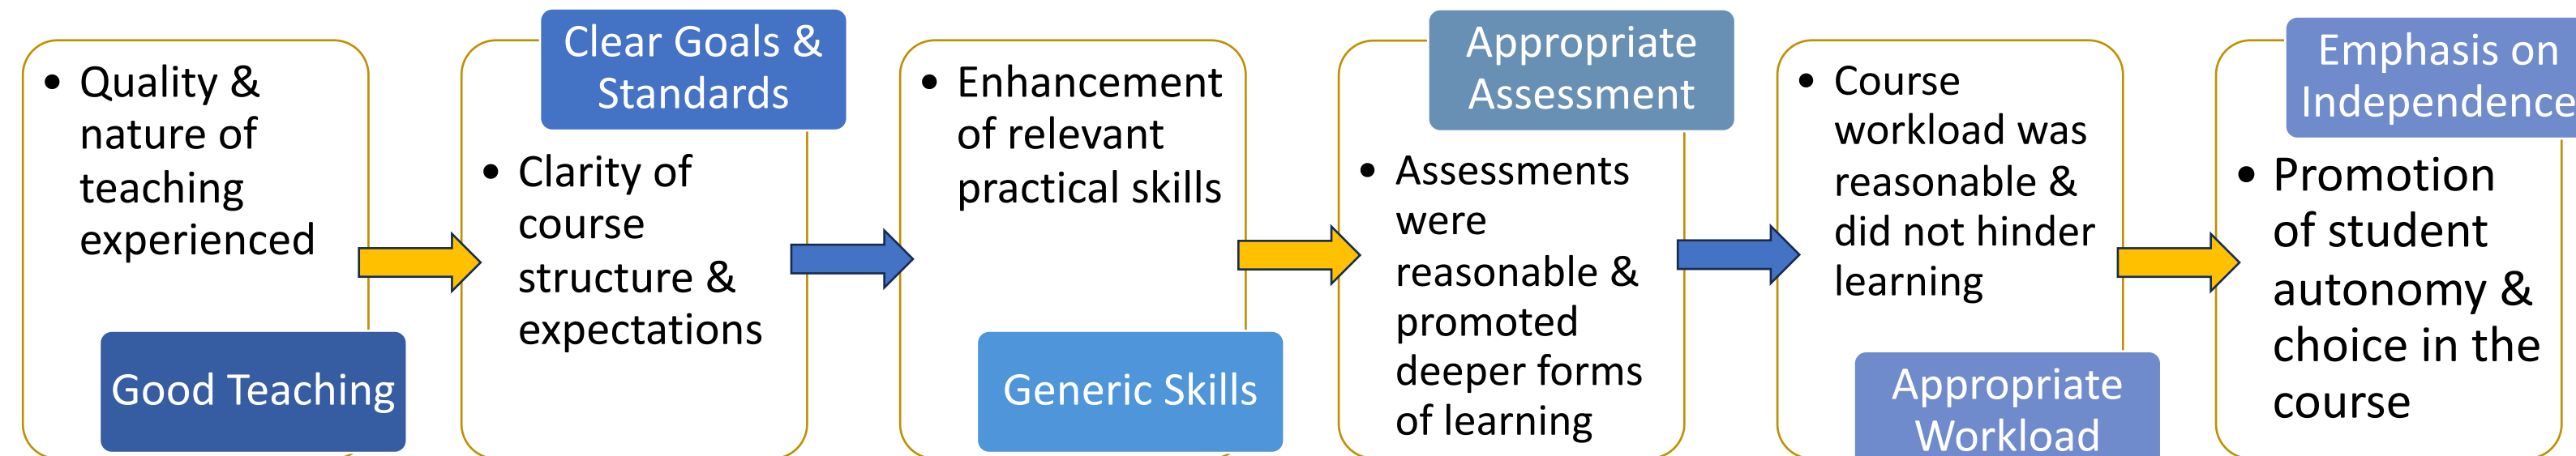 • Quality &
nature of
teaching
experienced
Good Teaching
Clear Goals &
Standards
• Clarity of
course
structure &
expectations
• Enhancement
of relevant
practical skills
Generic Skills
Appropriate
Assessment
• Assessments
were
reasonable &
promoted
deeper forms
of learning
• Course
workload was
reasonable &
did not hinder
learning
Appropriate
Workload
Emphasis on
Independence
• Promotion
of student
autonomy &
choice in the
course